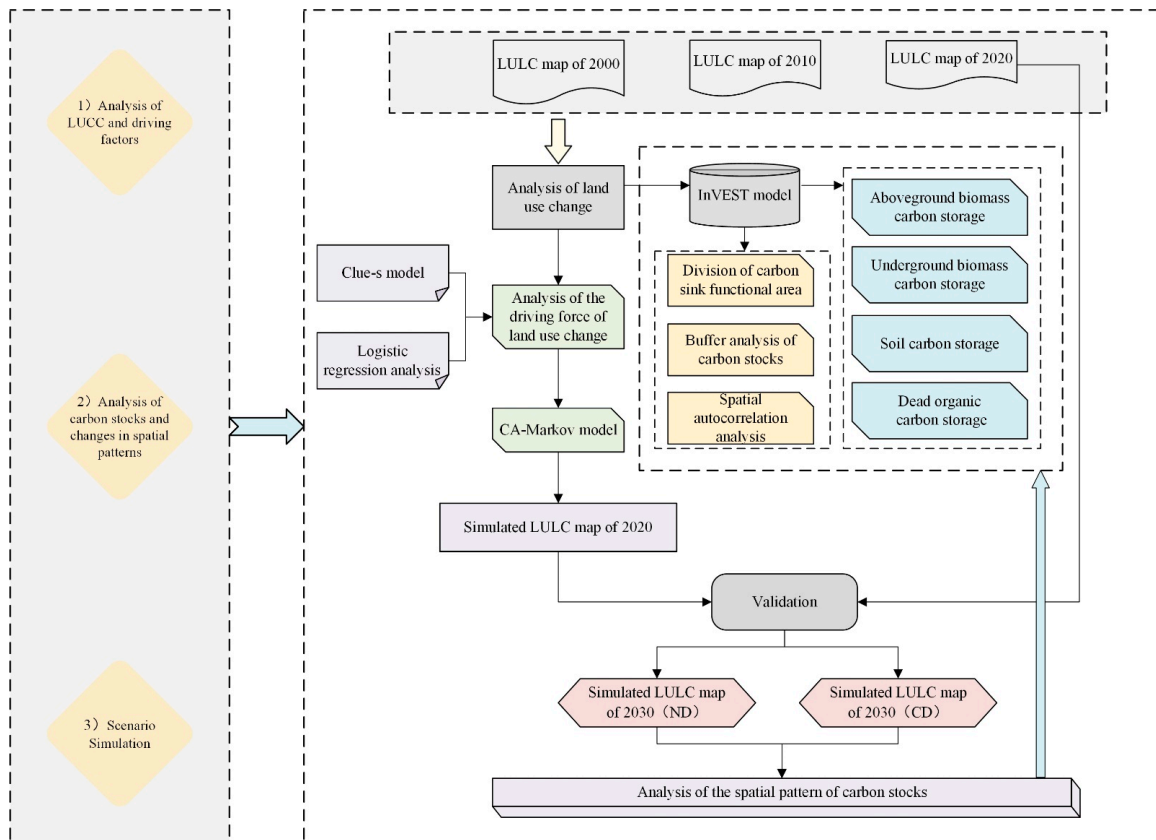 1）Analysis of
LUCC and driving
factors
2）Analysis of
carbon stocks and
changes in spatial
patterns
3）Scenario
Simulation
LULC map of 2000
LULC map of 2010
LULC map of 2020
Analysis of land
use change
InVEST model
Clue-s model
Logistic
regression analysis
Analysis of the
driving force of
land use change
CA-Markov model
Division of carbon
sink functional area
Buffer analysis of
carbon stocks
Spatial
autocorrelation
analysis
Aboveground biomass
carbon storage
Underground biomass
carbon storage
Soil carbon storage
Dead organic
carbon storage
Simulated LULC map of 2020
Validation
Simulated LULC map
of 2030（ND）
Simulated LULC map
of 2030（CD）
Analysis of the spatial pattern of carbon stocks